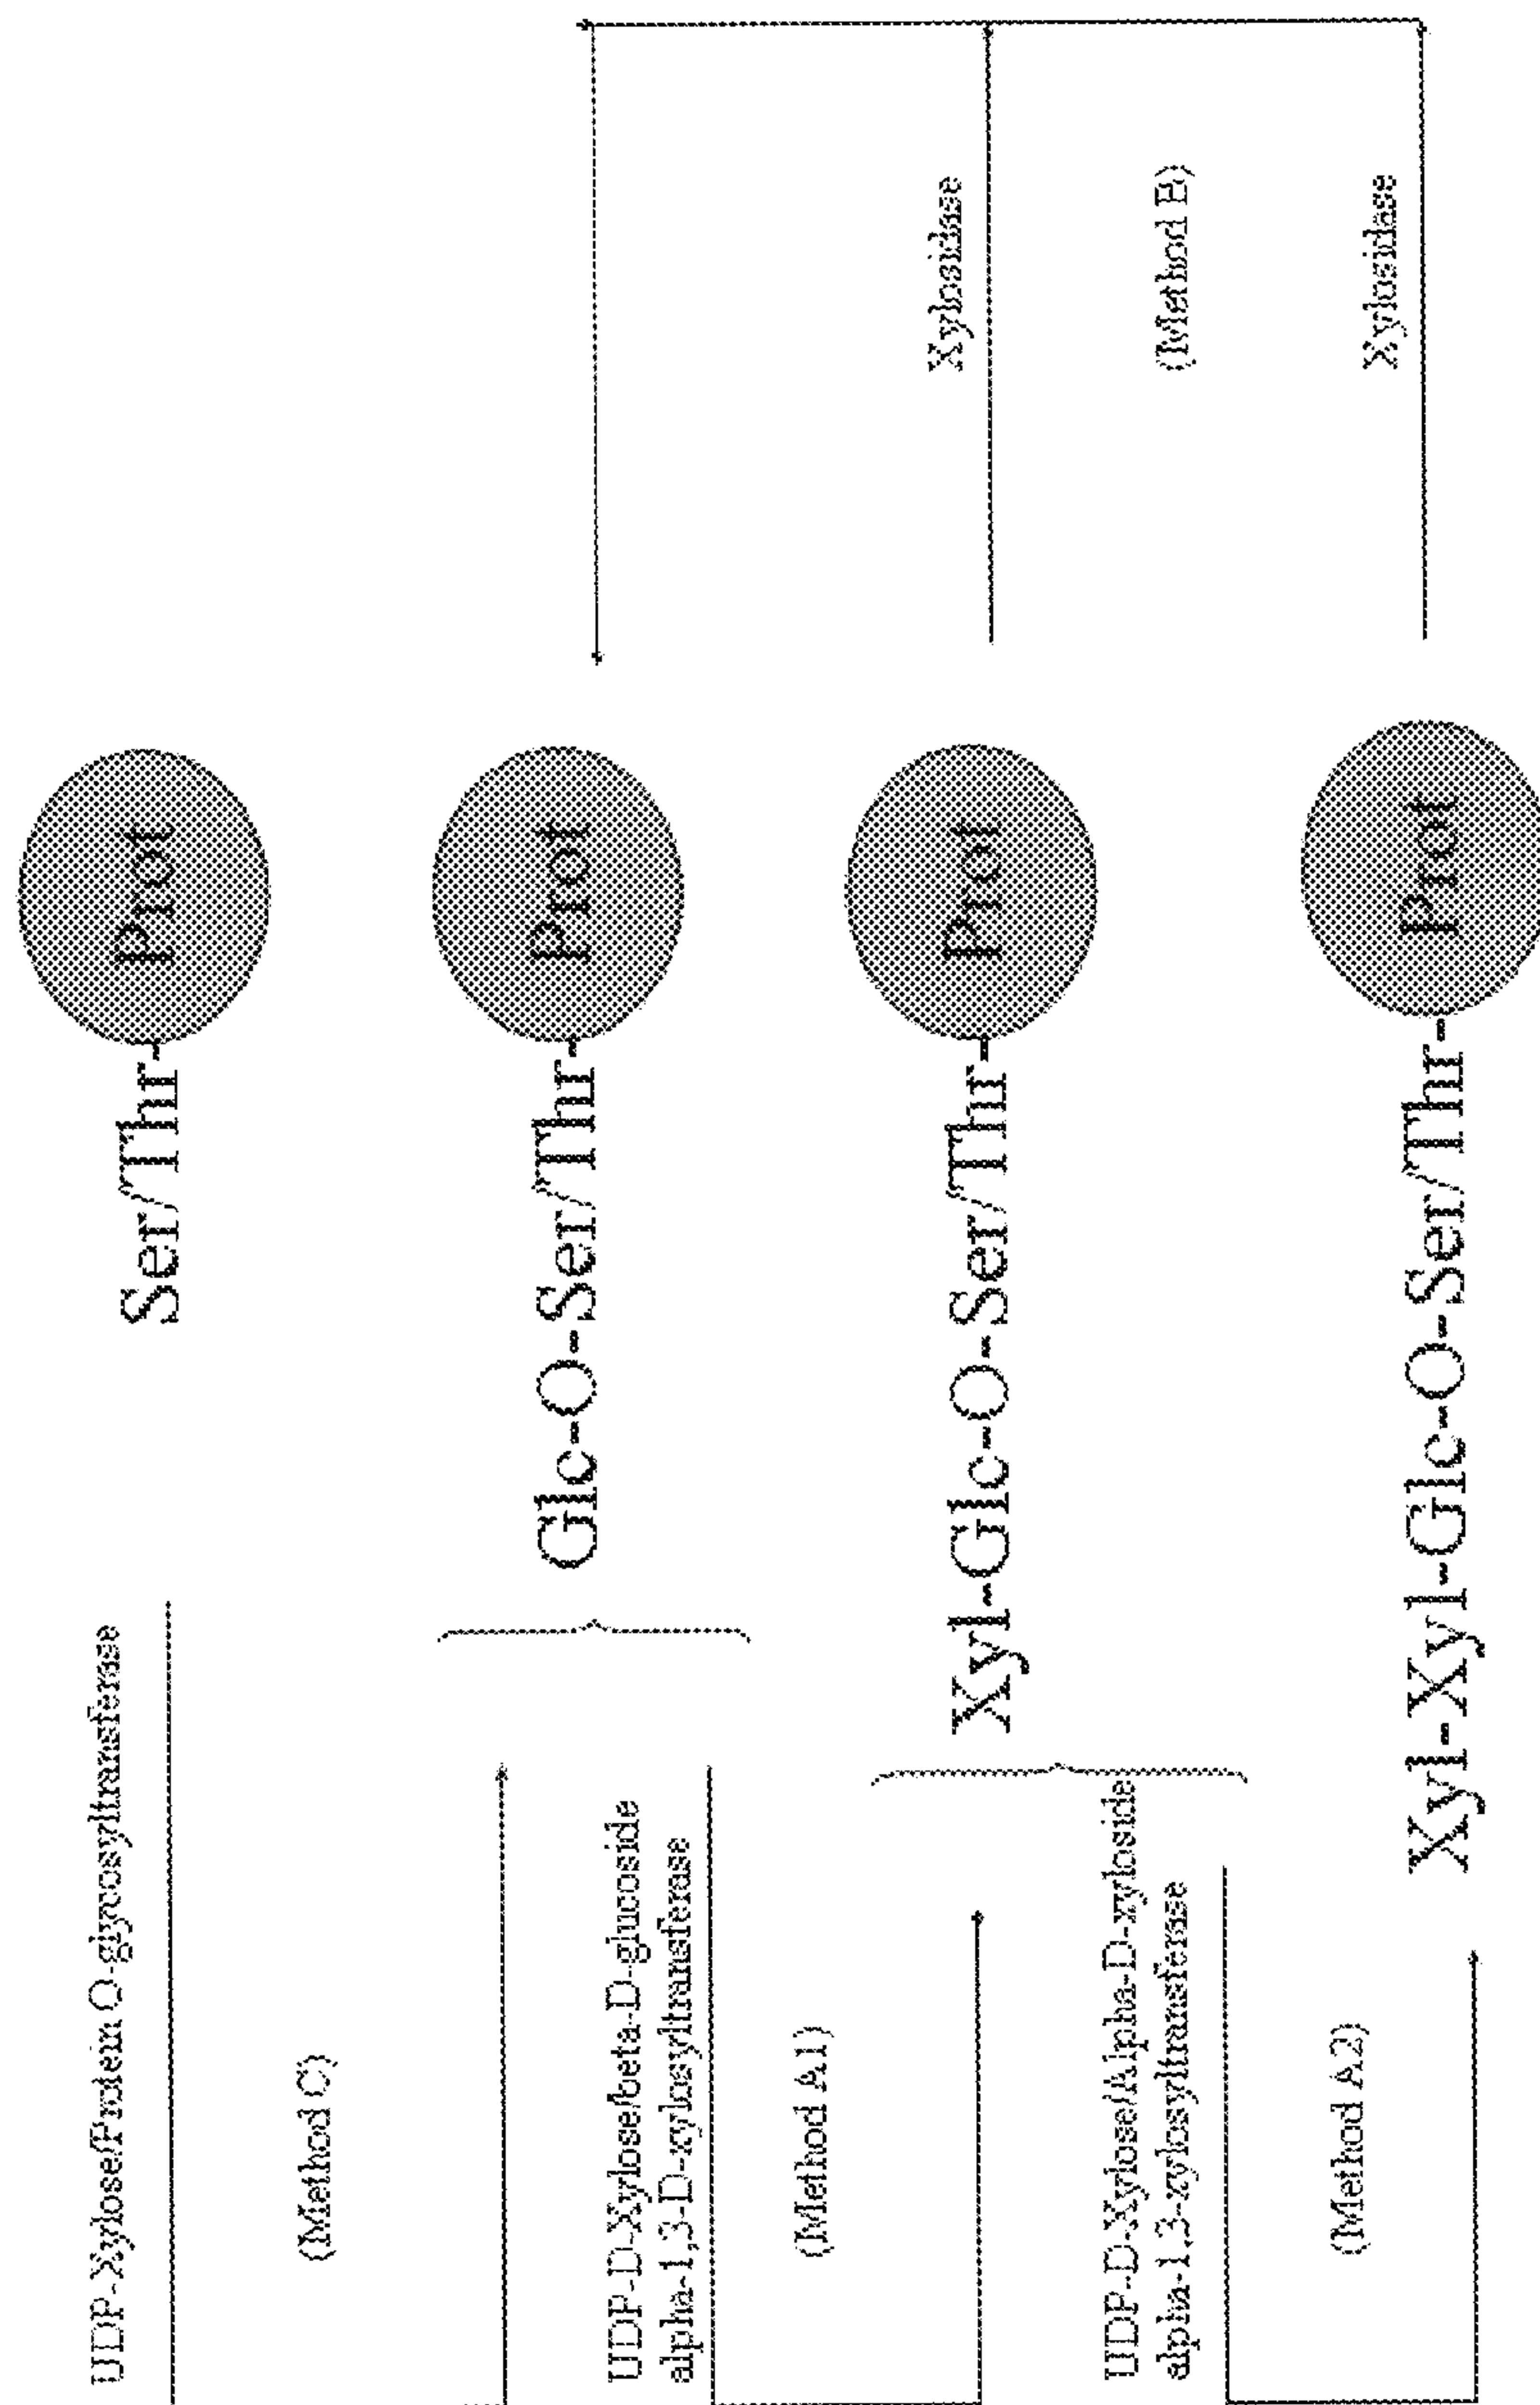 UDP-Xylose/Protein O-glycosyltransferase
(Method C)
Ser/Thr-
Prot
UDP-D-Xylose/beta-D-glucoside
alpha-1,3-D-xylosyltransferase
(Method A1)
Glc-O-Ser/Thr-
Prot
UDP-D-Xylose/Alpha-D-xyloside
alpha-1,3-xylosyltransferase
(Method A2)
Xyl-Glc-O-Ser/Thr-
Prot
Xylosidase
(Method B)
Xyl-Xyl-Glc-O-Ser/Thr-
Prot
Xylosidase